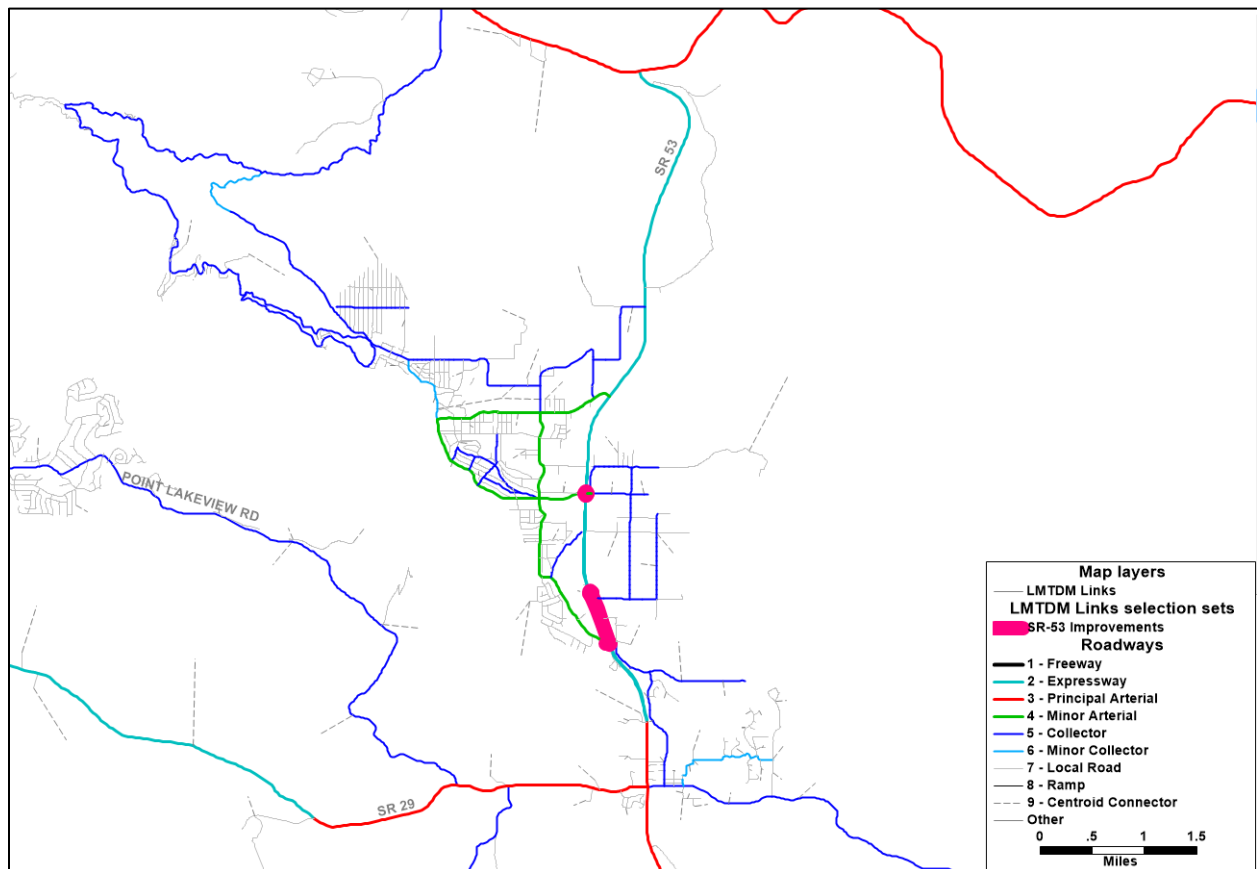 SR 53
POINT LAKEVIEW RD
SR 29
Map layers
LMTDM Links
LMTDM Links selection sets
SR-53 Improvements
Roadways
1 - Freeway
2 - Expressway
3 - Principal Arterial
4 - Minor Arterial
5 - Collector
6 - Minor Collector
7 - Local Road
8 - Ramp
9 - Centroid Connector
Other
0 .5 1 1.5
Miles